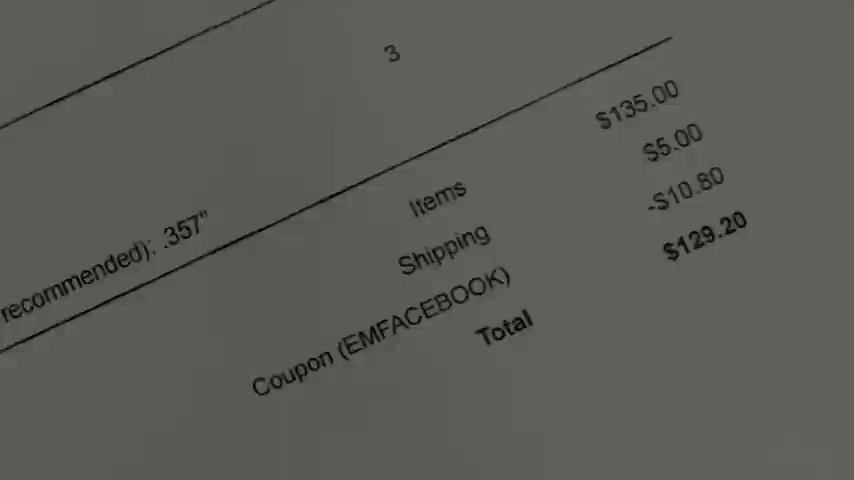 3
recommended): .357"
Items $135.00
Shipping $5.00
Coupon (EMFACEBOOK) -$10.80
Total $129.20